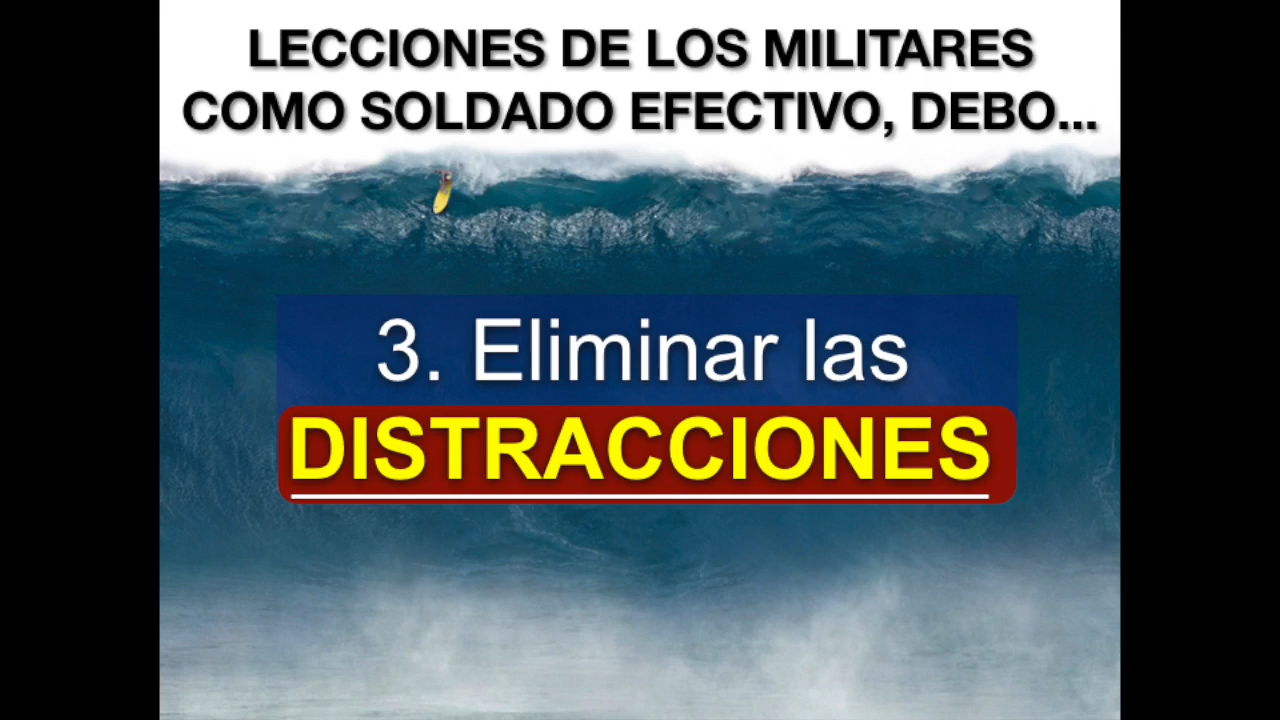 LECCIONES DE LOS MILITARES
COMO SOLDADO EFECTIVO, DEBO...
3. Eliminar las
DISTRACCIONES